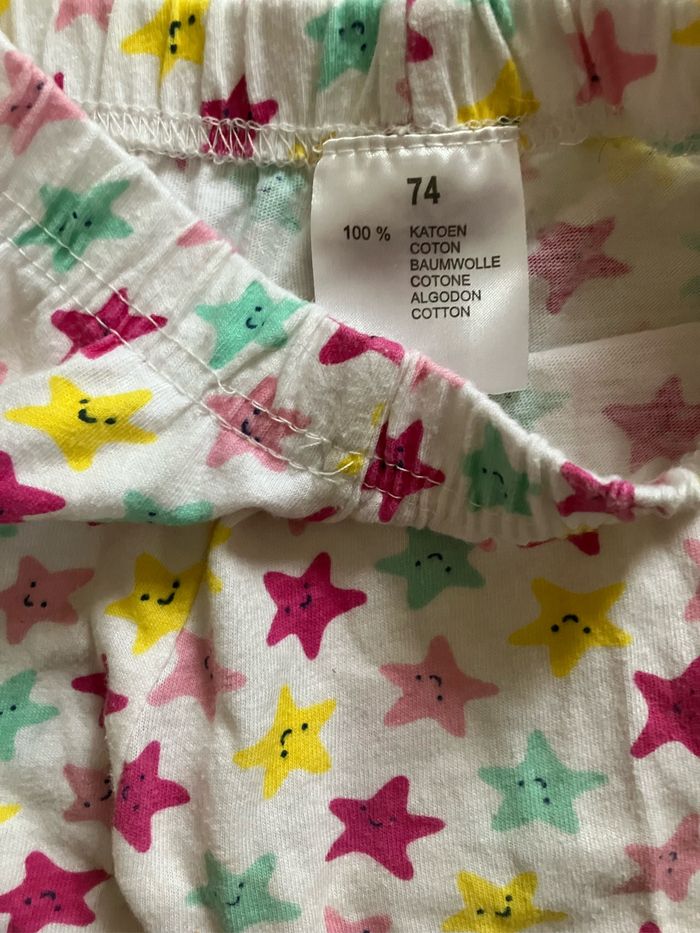 74
100 % KATOEN
COTON
BAUMWOLLE
COTONE
ALGODON
COTTON